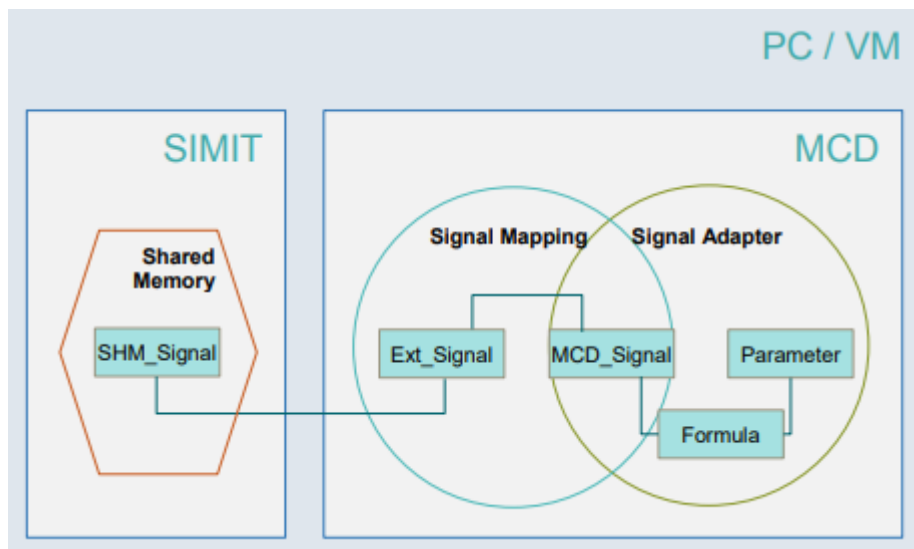 PC / VM
SIMIT
MCD
Shared
Memory
SHM_Signal
Signal Mapping
Signal Adapter
Ext_Signal
MCD_Signal
Parameter
Formula